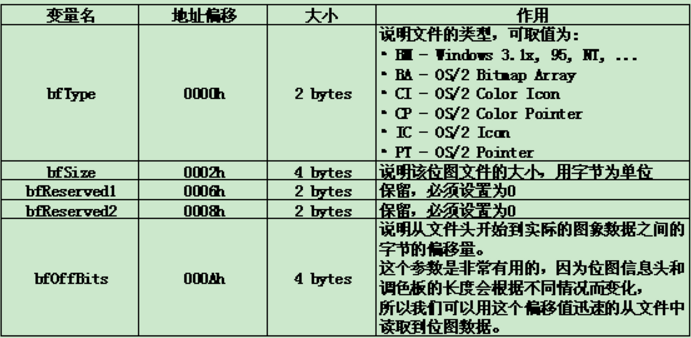 变量名 地址偏移 大小 作用
bfType 0000h 2 bytes 说明文件的类型，可取值为：
· BM - Windows 3.1x, 95, NT, ...
· BA - OS/2 Bitmap Array
· CI - OS/2 Color Icon
· CP - OS/2 Color Pointer
· IC - OS/2 Icon
· PT - OS/2 Pointer
bfSize 0002h 4 bytes 说明该位图文件的大小，用字节为单位
bfReserved1 0006h 2 bytes 保留，必须设置为0
bfReserved2 0008h 2 bytes 保留，必须设置为0
bfOffBits 000Ah 4 bytes 说明从文件头开始到实际的图象数据之间的
字节的偏移量。
这个参数是非常有用的，因为位图信息头和
调色板的长度会根据不同情况而变化，
所以我们可以用这个偏移值迅速的从文件中
读取到位图数据。